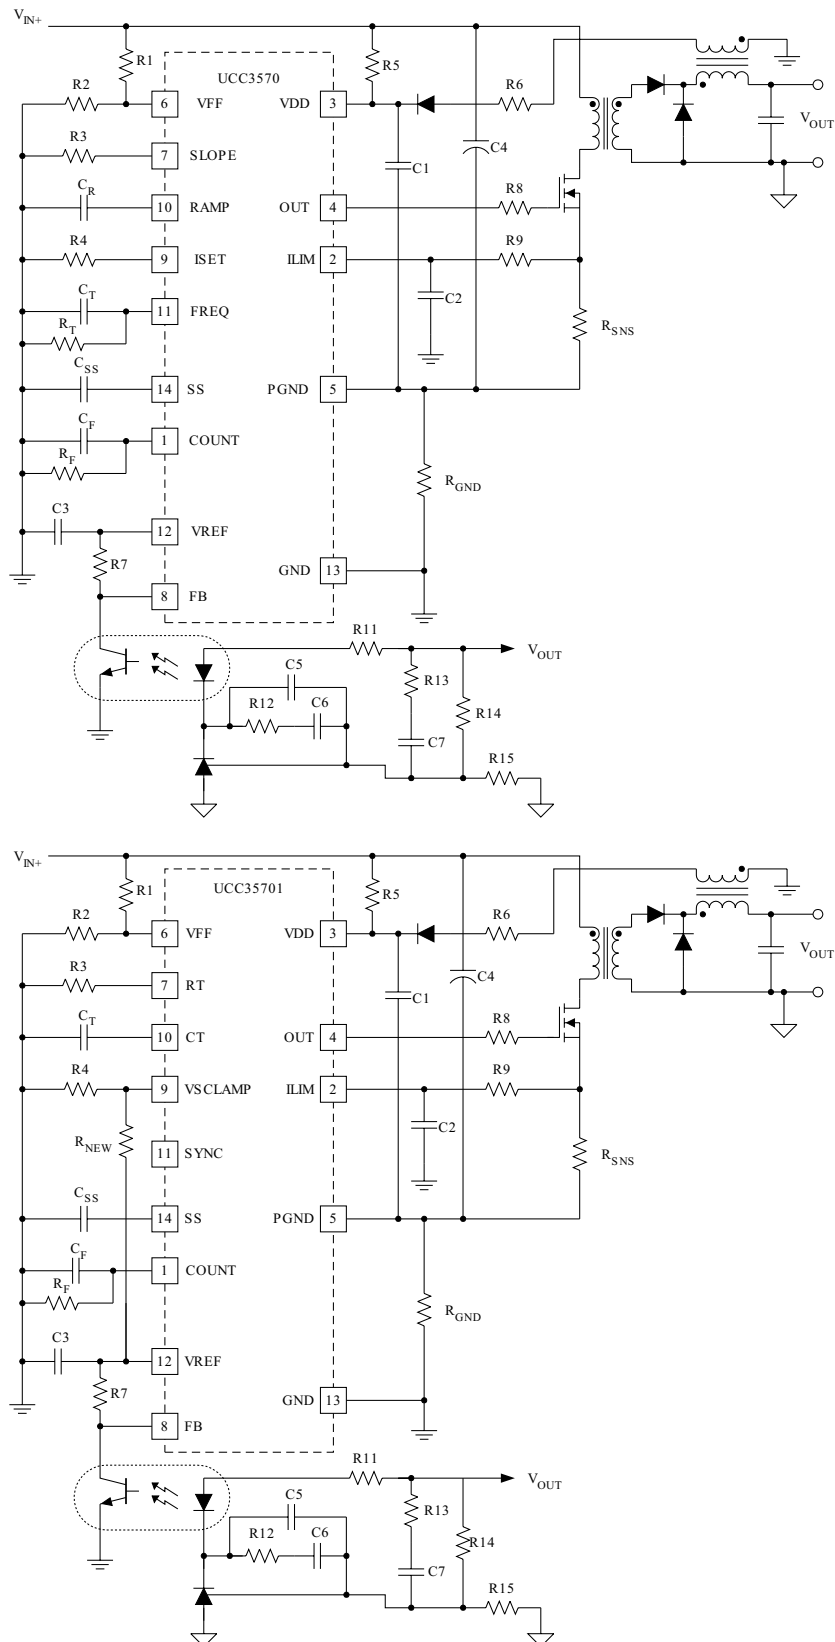 VIN+
R1
R5
UCC3570
R2
R6
6
VFF
VDD
3
VOUT
R3
7
SLOPE
C1
C4
CR
10
RAMP
OUT
4
R8
R4
9
ISET
ILIM
2
R9
CT
11
FREQ
C2
RT
RSNS
CSS
14
SS
PGND
5
CF
1
COUNT
RF
RGND
C3
12
VREF
R7
GND
13
8
FB
R11
VOUT
C5
R13
R12
C6
R14
C7
R15
VIN+
R1
R5
UCC35701
R2
R6
6
VFF
VDD
3
VOUT
R3
7
RT
C1
C4
CT
10
CT
OUT
4
R8
R4
9
VSCLAMP
ILIM
2
R9
RNEW
11
SYNC
C2
RSNS
CSS
14
SS
PGND
5
CF
1
COUNT
RF
RGND
C3
12
VREF
R7
GND
13
8
FB
R11
VOUT
C5
R13
R12
C6
R14
C7
R15